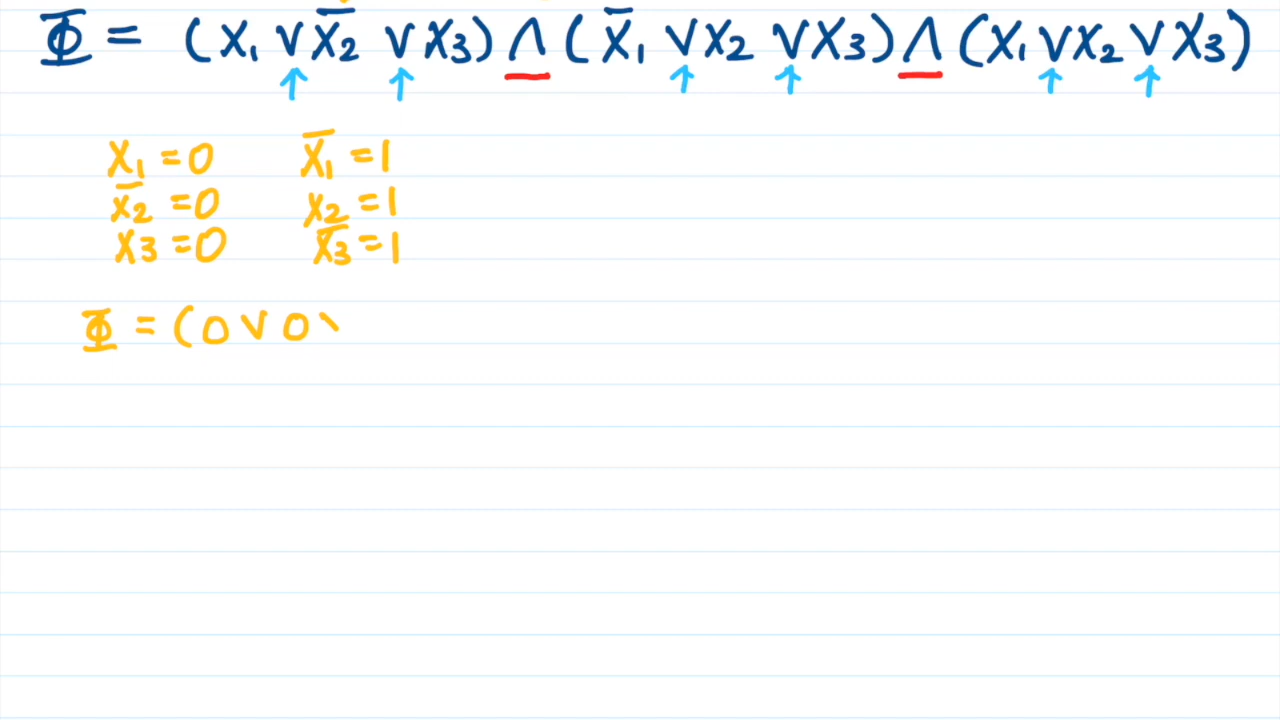 Φ = (X₁ ∨ X̅₂ ∨ X₃) ∧ (X̅₁ ∨ X₂ ∨ X₃) ∧ (X₁ ∨ X₂ ∨ X₃)
X₁ = 0 X̅₁ = 1
X̅₂ = 0 X₂ = 1
X₃ = 0 X̅₃ = 1
Φ = (0 ∨ 0 \